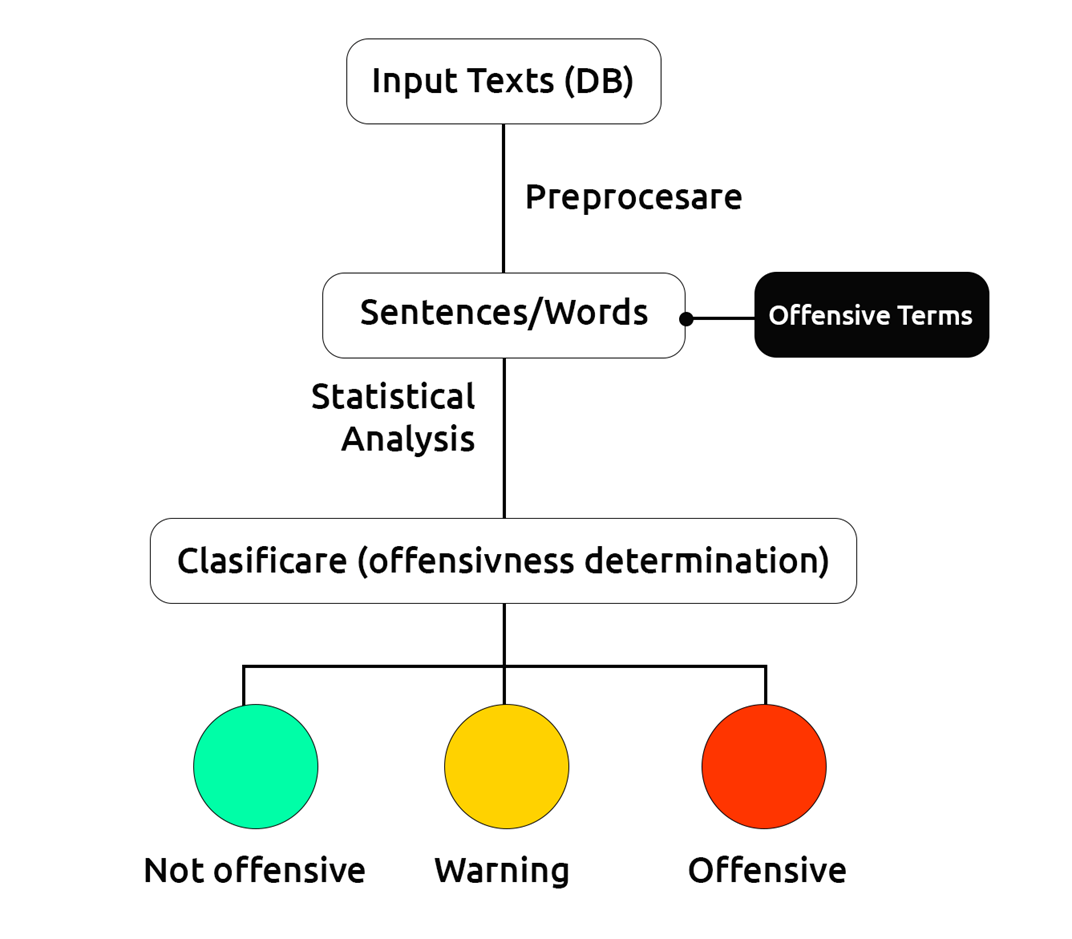 Input Texts (DB)
Preprocesare
Sentences/Words
Offensive Terms
Statistical
Analysis
Clasificare (offensivness determination)
Not offensive
Warning
Offensive